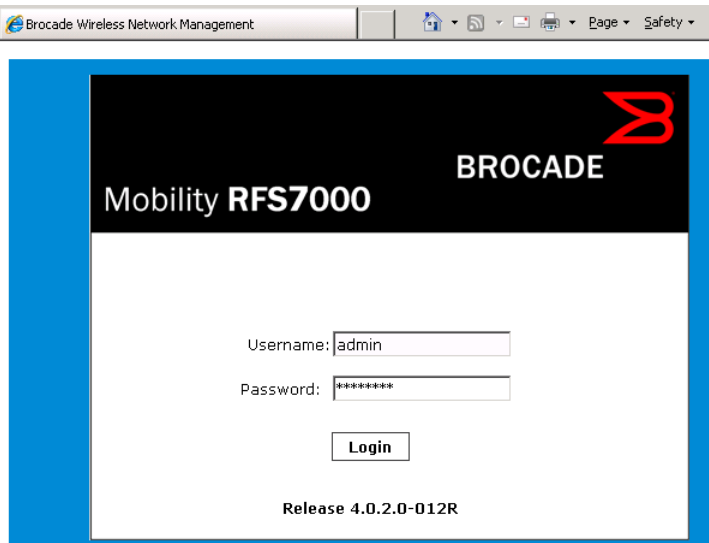 Brocade Wireless Network Management
Page
Safety
BROCADE
Mobility RFS7000
Username: admin
Password: ********
Login
Release 4.0.2.0-012R